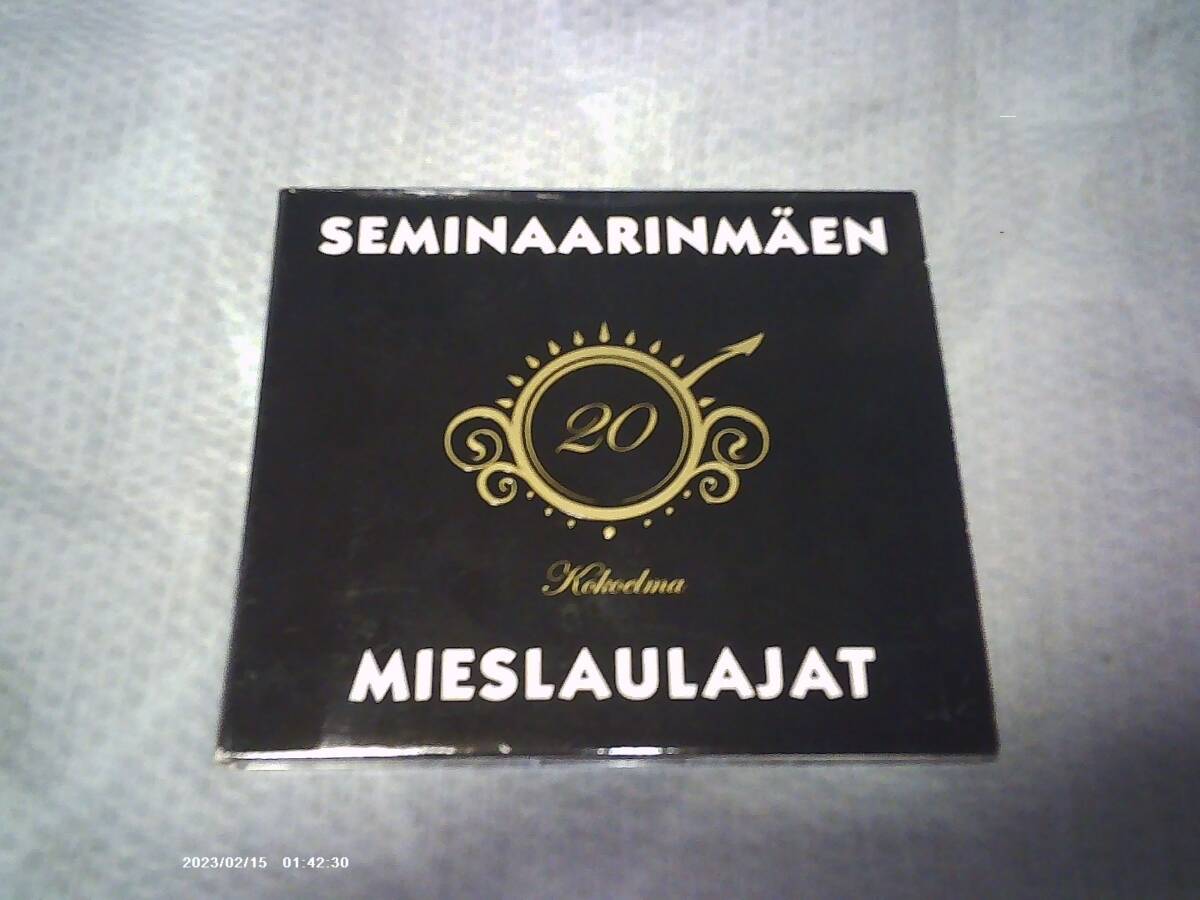 SEMINAARINMÄEN
20
Kokoelma
MIESLAULAJAT
2023/02/15 01:42:30